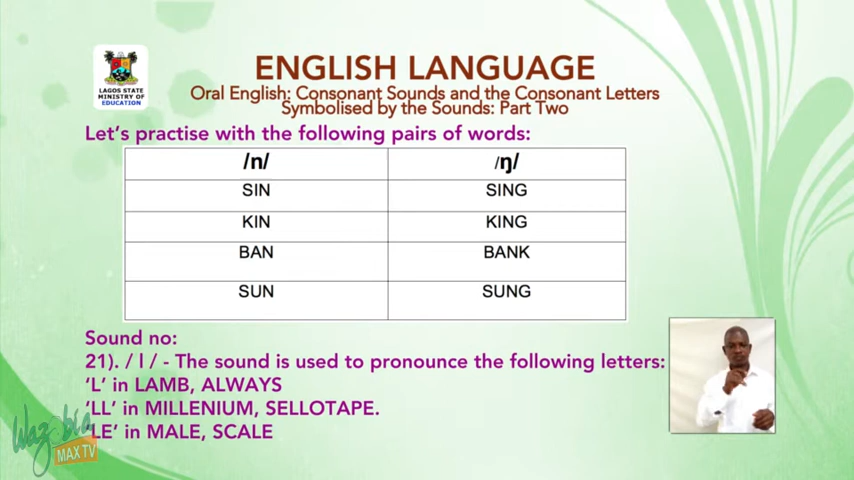 LAGOS STATE
MINISTRY OF
EDUCATION
ENGLISH LANGUAGE
Oral English: Consonant Sounds and the Consonant Letters
Symbolised by the Sounds: Part Two
Let's practise with the following pairs of words:
/n/ /ŋ/
SIN SING
KIN KING
BAN BANK
SUN SUNG
Sound no:
21). / l / - The sound is used to pronounce the following letters:
'L' in LAMB, ALWAYS
'LL' in MILLENIUM, SELLOTAPE.
'LE' in MALE, SCALE
Wazobia
MAX TV